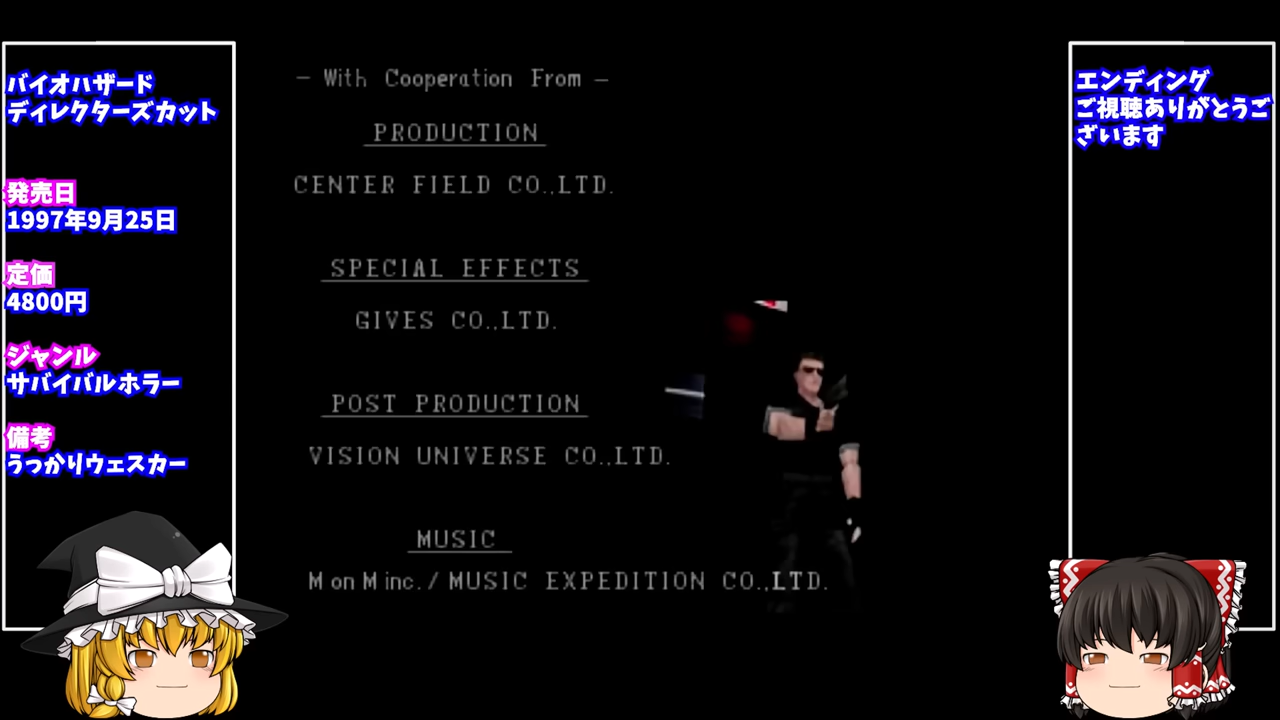 バイオハザード
ディレクターズカット
発売日
1997年9月25日
定価
4800円
ジャンル
サバイバルホラー
備考
うっかりウェスカー
– With Cooperation From –
PRODUCTION
CENTER FIELD CO.,LTD.
SPECIAL EFFECTS
GIVES CO.,LTD.
POST PRODUCTION
VISION UNIVERSE CO.,LTD.
MUSIC
M on M inc. / MUSIC EXPEDITION CO.,LTD.
エンディング
ご視聴ありがとうご
ざいます